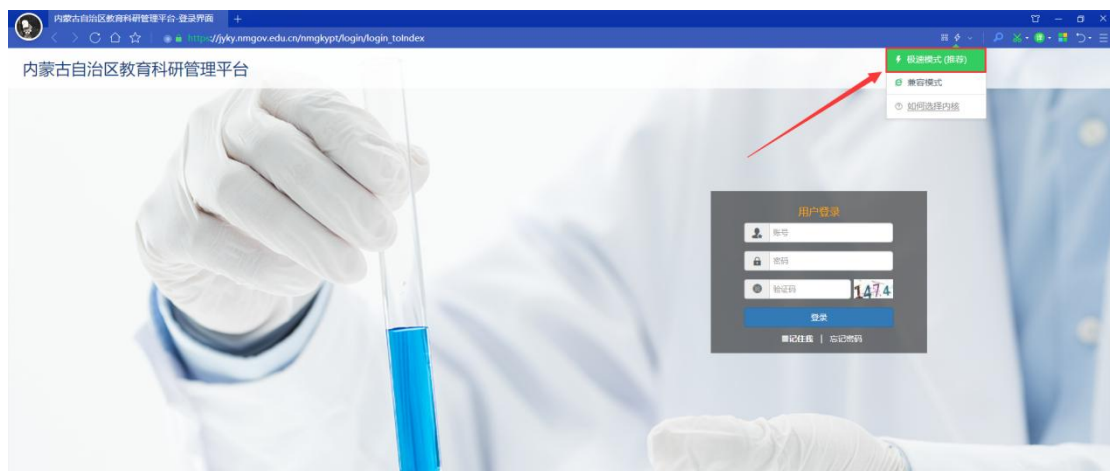 内蒙古自治区教育科研管理平台-登录界面
https://jyky.nmgov.edu.cn/nmgkypt/login/login_toIndex
内蒙古自治区教育科研管理平台
极速模式 (推荐)
兼容模式
如何选择内核
用户登录
账号
密码
验证码
1474
登录
记住我 | 忘记密码